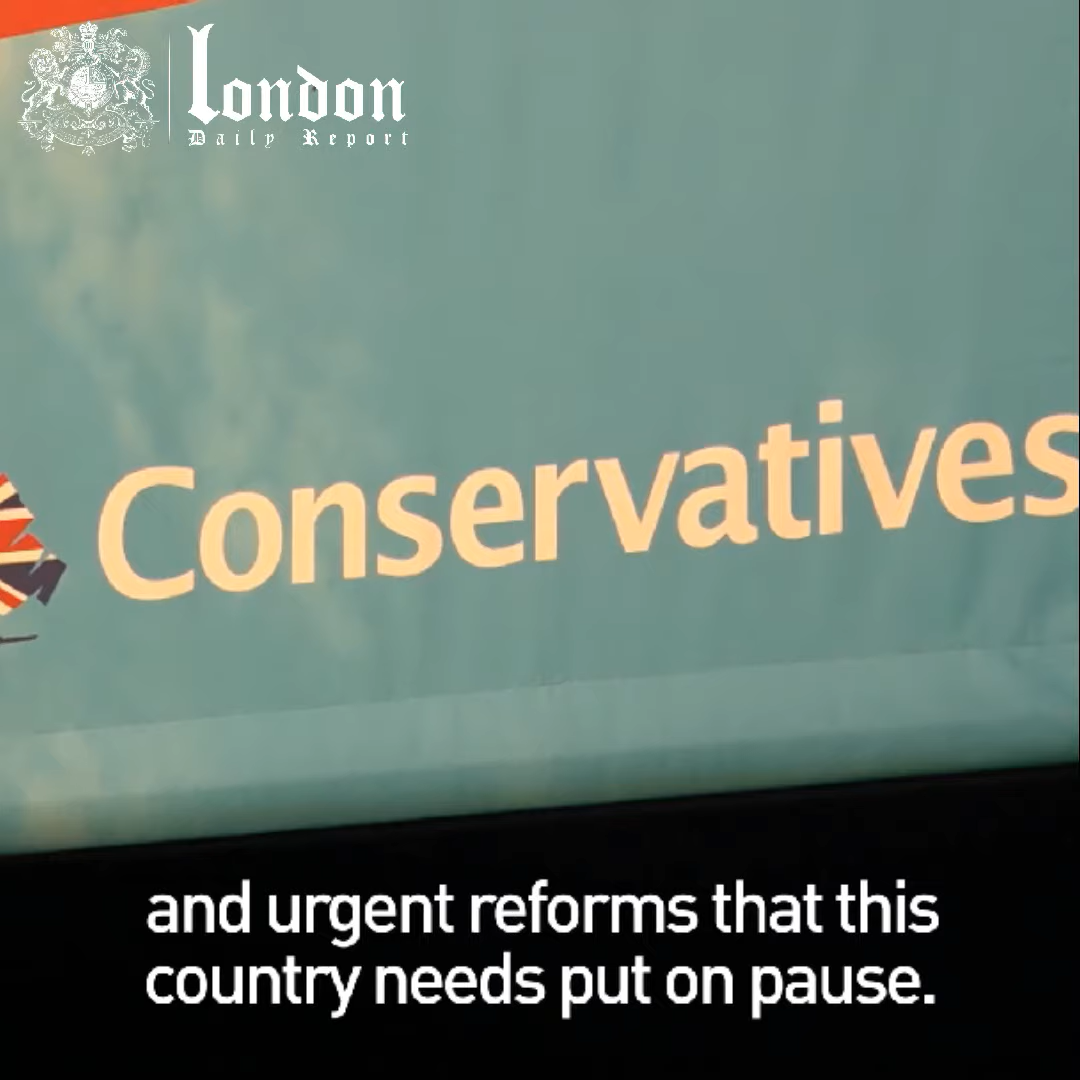 London
Daily Report
Conservatives
and urgent reforms that this
country needs put on pause.